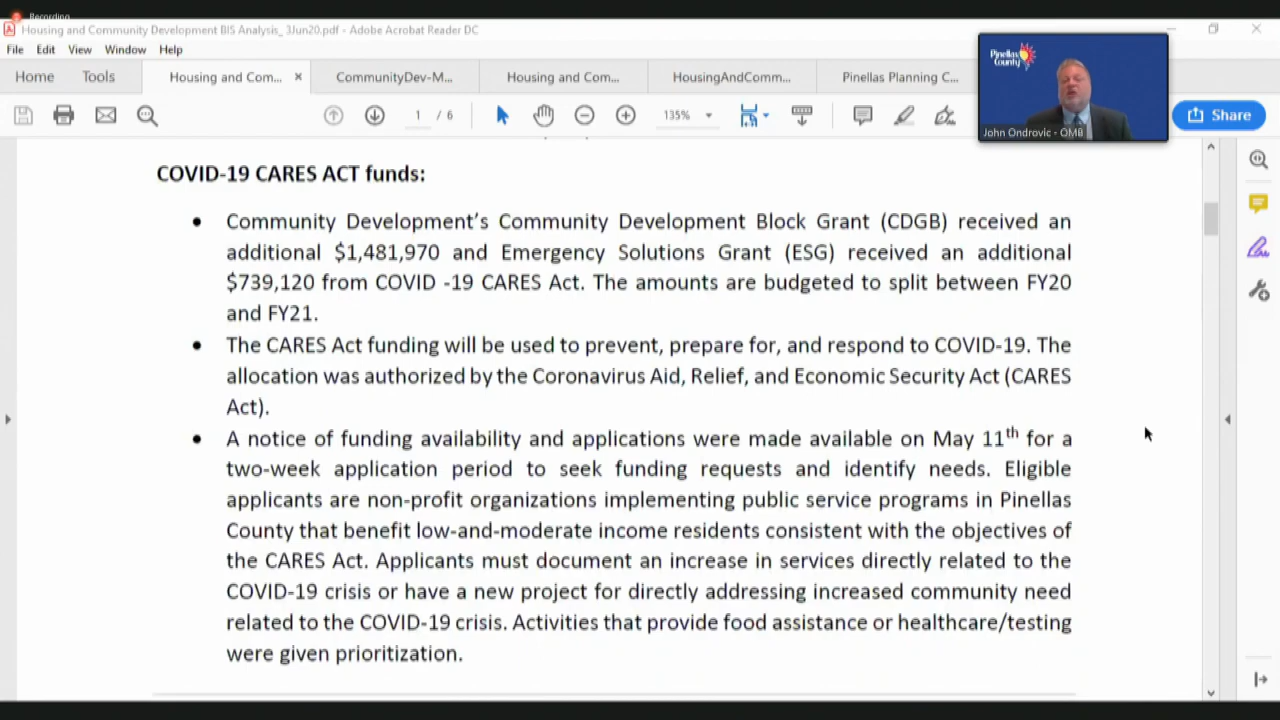 Recording
Housing and Community Development BIS Analysis_ 3Jun20.pdf - Adobe Acrobat Reader DC
File Edit View Window Help
Home Tools Housing and Com... × CommunityDev-M... Housing and Com... HousingAndComm... Pinellas Planning C...
1 / 6 135% Share
Pinellas
County
John Ondrovic - OMB
COVID-19 CARES ACT funds:
• Community Development's Community Development Block Grant (CDGB) received an
additional $1,481,970 and Emergency Solutions Grant (ESG) received an additional
$739,120 from COVID -19 CARES Act. The amounts are budgeted to split between FY20
and FY21.
• The CARES Act funding will be used to prevent, prepare for, and respond to COVID-19. The
allocation was authorized by the Coronavirus Aid, Relief, and Economic Security Act (CARES
Act).
• A notice of funding availability and applications were made available on May 11th for a
two-week application period to seek funding requests and identify needs. Eligible
applicants are non-profit organizations implementing public service programs in Pinellas
County that benefit low-and-moderate income residents consistent with the objectives of
the CARES Act. Applicants must document an increase in services directly related to the
COVID-19 crisis or have a new project for directly addressing increased community need
related to the COVID-19 crisis. Activities that provide food assistance or healthcare/testing
were given prioritization.